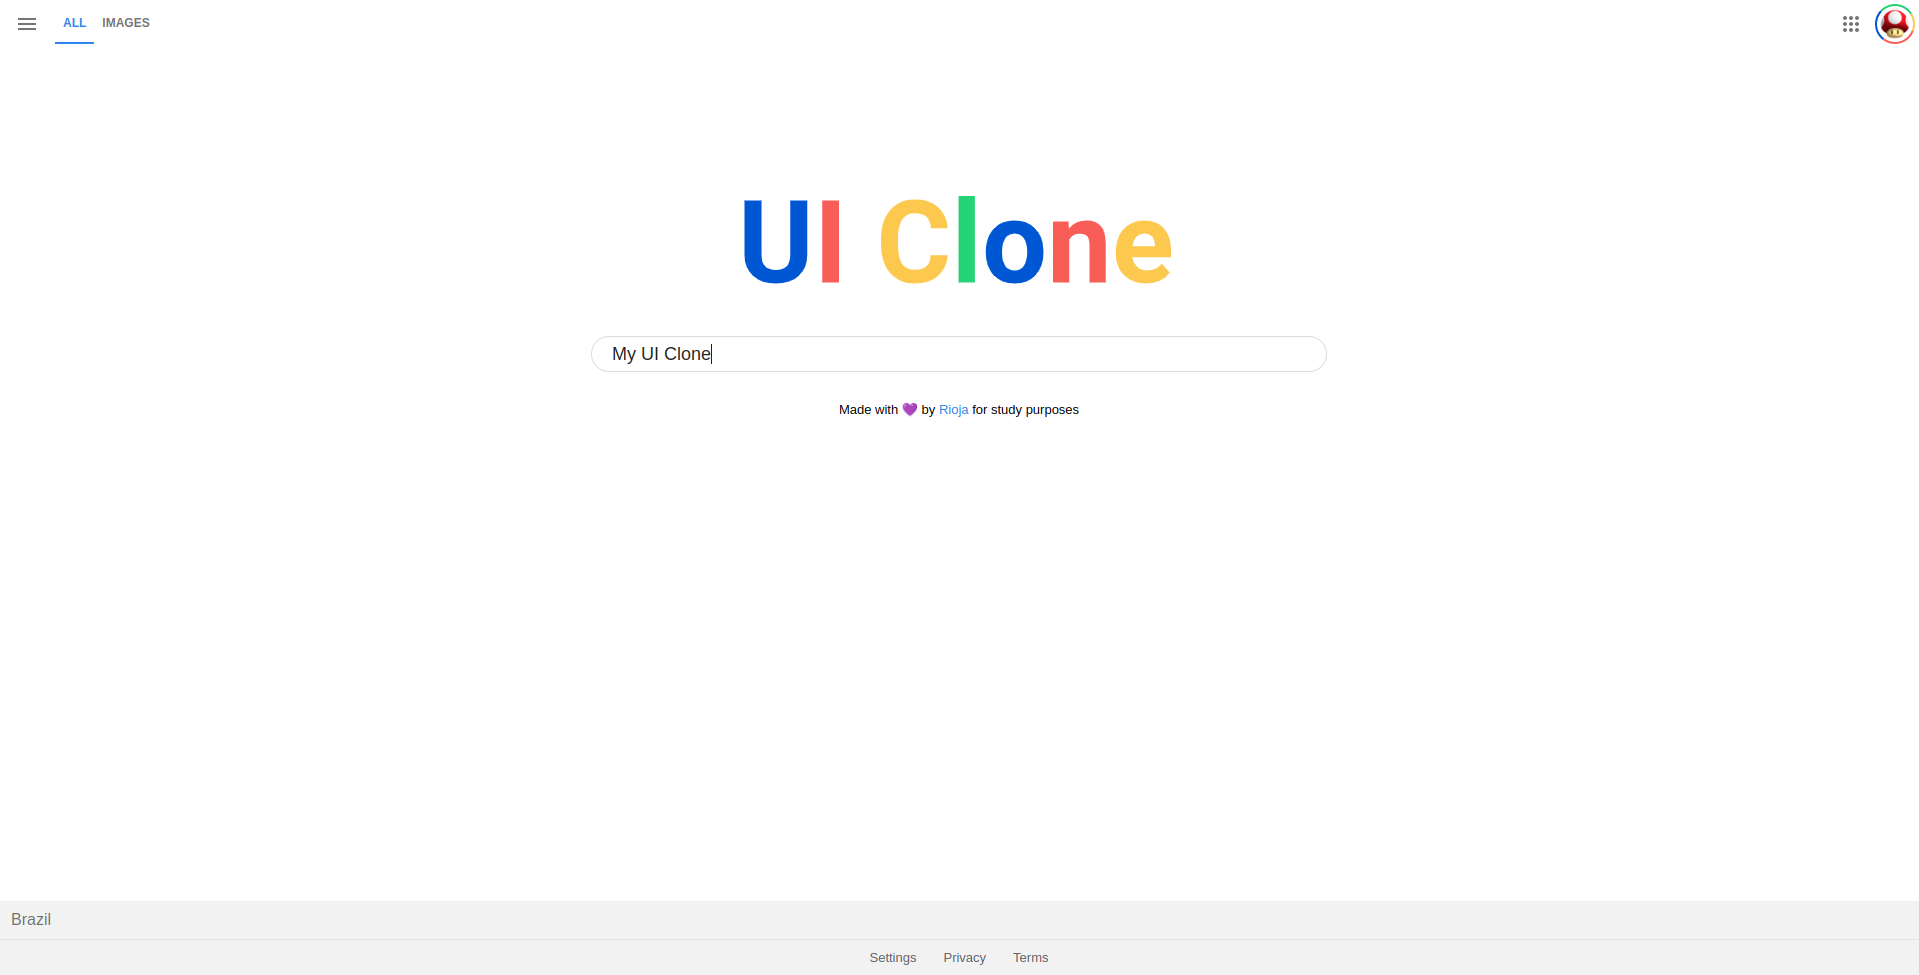 ALL IMAGES
UI Clone
My UI Clone
Made with 💜 by Rioja for study purposes
Brazil
Settings Privacy Terms